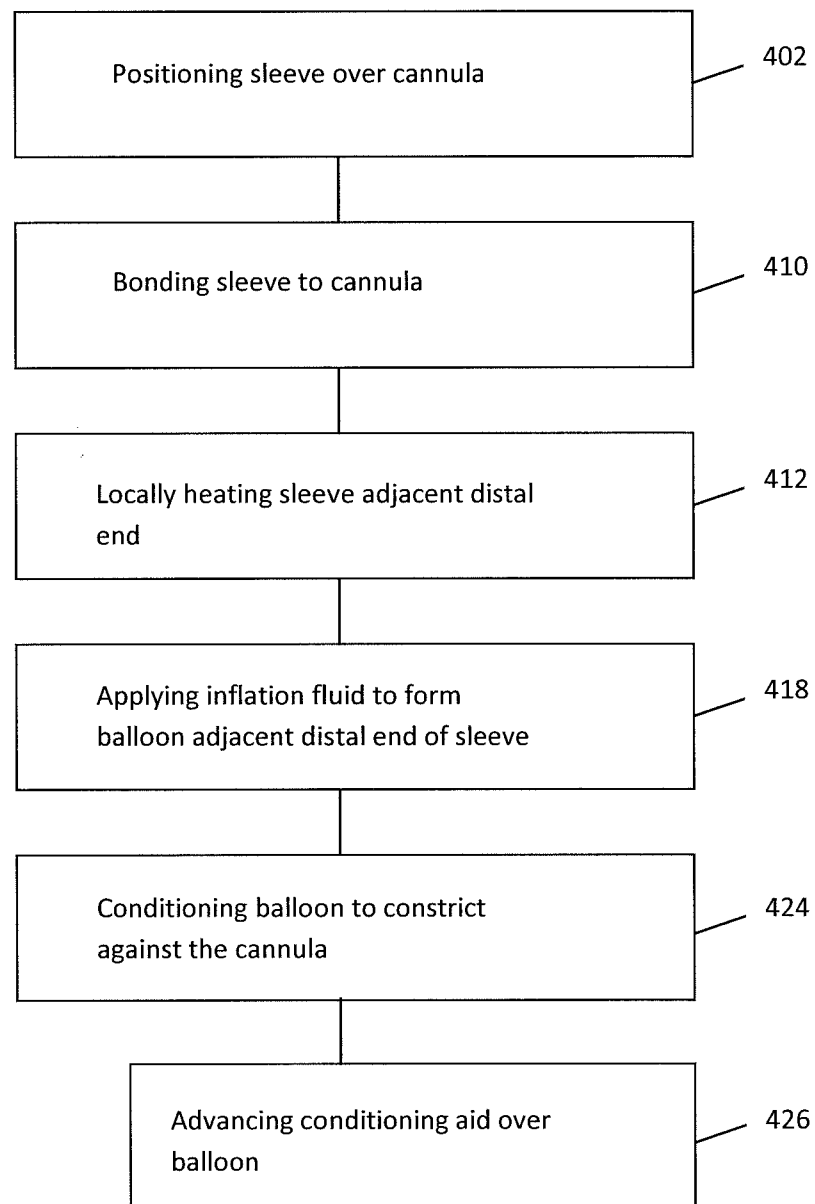 Positioning sleeve over cannula
402
Bonding sleeve to cannula
410
Locally heating sleeve adjacent distal
end
412
Applying inflation fluid to form
balloon adjacent distal end of sleeve
418
Conditioning balloon to constrict
against the cannula
424
Advancing conditioning aid over
balloon
426